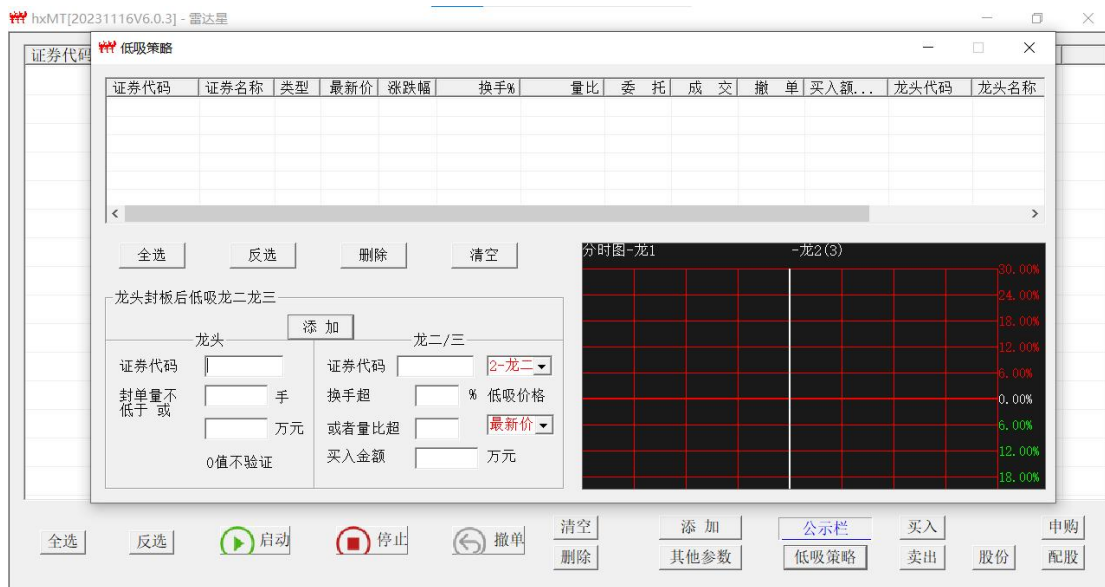 hxMT[20231116V6.0.3] - 雷达星
证券代码
低吸策略
证券代码 证券名称 类型 最新价 涨跌幅 换手% 量比 委 托 成 交 撤 单 买入额... 龙头代码 龙头名称
全选 反选 删除 清空
分时图-龙1 -龙2(3)
30.00%
24.00%
18.00%
12.00%
6.00%
0.00%
6.00%
12.00%
18.00%
龙头封板后低吸龙二龙三
添 加
龙头 龙二/三
证券代码 证券代码 2-龙二
封单量不
低于 或 手 换手超 % 低吸价格
万元 或者量比超 最新价
0值不验证 买入金额 万元
全选 反选 启动 停止 撤单
清空 添 加 公示栏 买入 申购
删除 其他参数 低吸策略 卖出 股份 配股